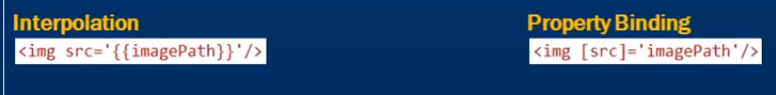 Interpolation
<img src='{{imagePath}}'/>
Property Binding
<img [src]='imagePath'/>